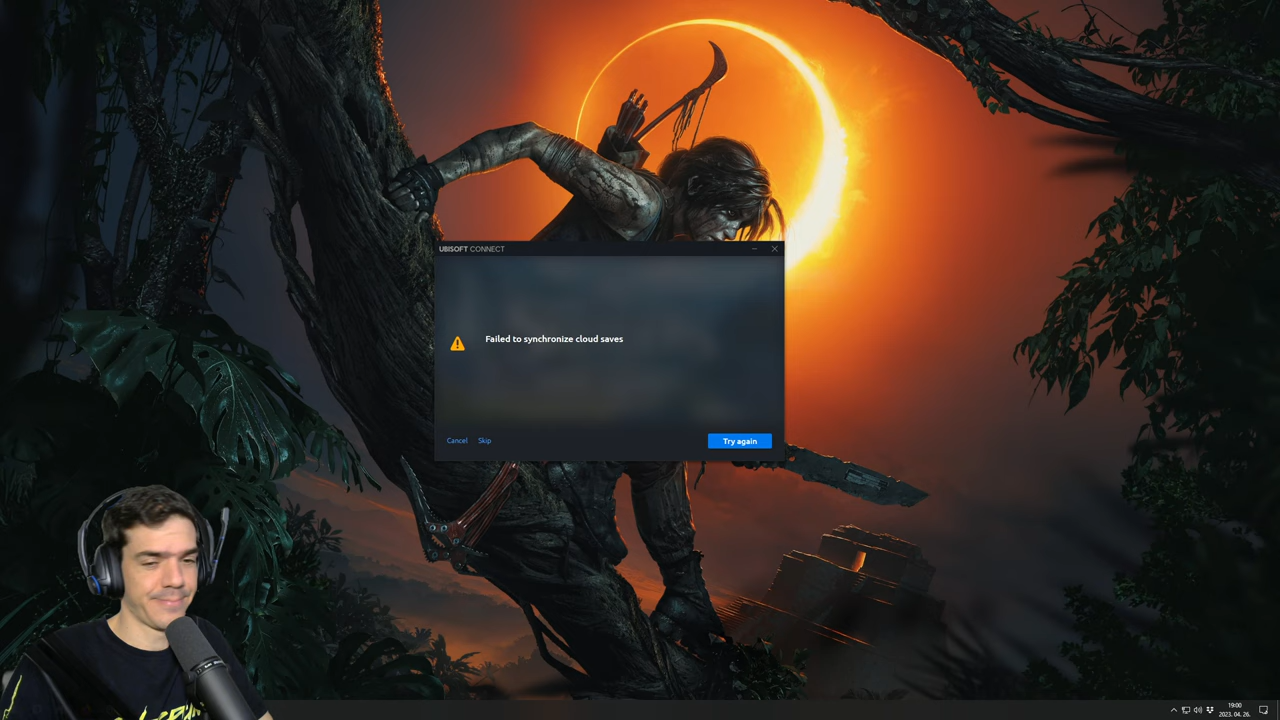 UBISOFT CONNECT
Failed to synchronize cloud saves
Cancel Skip Try again
19:00
2023. 04. 26.